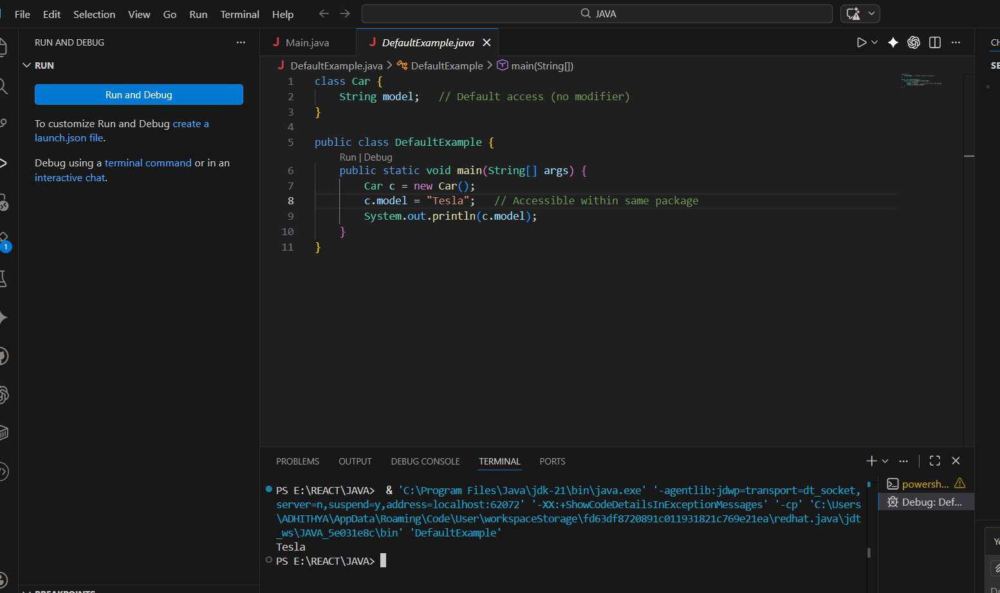 File Edit Selection View Go Run Terminal Help
JAVA
RUN AND DEBUG
RUN
Run and Debug
To customize Run and Debug create a
launch.json file.
Debug using a terminal command or in an
interactive chat.
1
Main.java
DefaultExample.java
DefaultExample.java > DefaultExample > main(String[])
1 class Car {
2 String model; // Default access (no modifier)
3 }
4
5 public class DefaultExample {
Run | Debug
6 public static void main(String[] args) {
7 Car c = new Car();
8 c.model = "Tesla"; // Accessible within same package
9 System.out.println(c.model);
10 }
11 }
PROBLEMS OUTPUT DEBUG CONSOLE TERMINAL PORTS
PS E:\REACT\JAVA> & 'C:\Program Files\Java\jdk-21\bin\java.exe' '-agentlib:jdwp=transport=dt_socket,
server=n,suspend=y,address=localhost:62072' '-XX:+ShowCodeDetailsInExceptionMessages' '-cp' 'C:\Users
\ADHITHYA\AppData\Roaming\Code\User\workspaceStorage\fd63df8720891c011931821c769e21ea\redhat.java\jdt
_ws\JAVA_5e031e8c\bin' 'DefaultExample'
Tesla
PS E:\REACT\JAVA>
powersh...
Debug: Def...
BREAKPOINTS